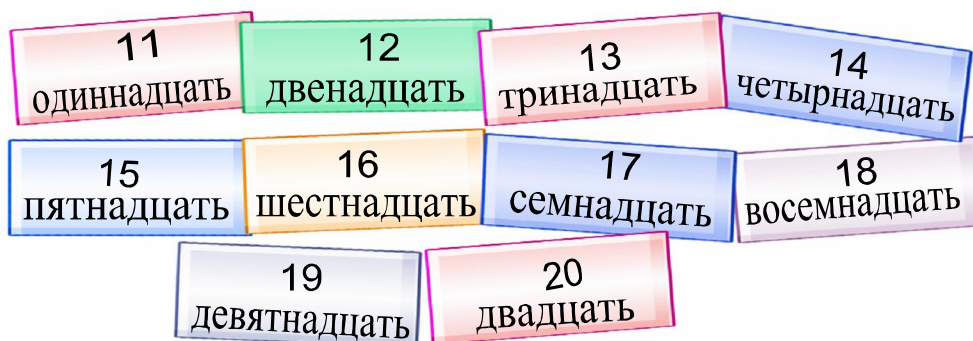 11
одиннадцать
12
двенадцать
13
тринадцать
14
четырнадцать
15
пятнадцать
16
шестнадцать
17
семнадцать
18
восемнадцать
19
девятнадцать
20
двадцать